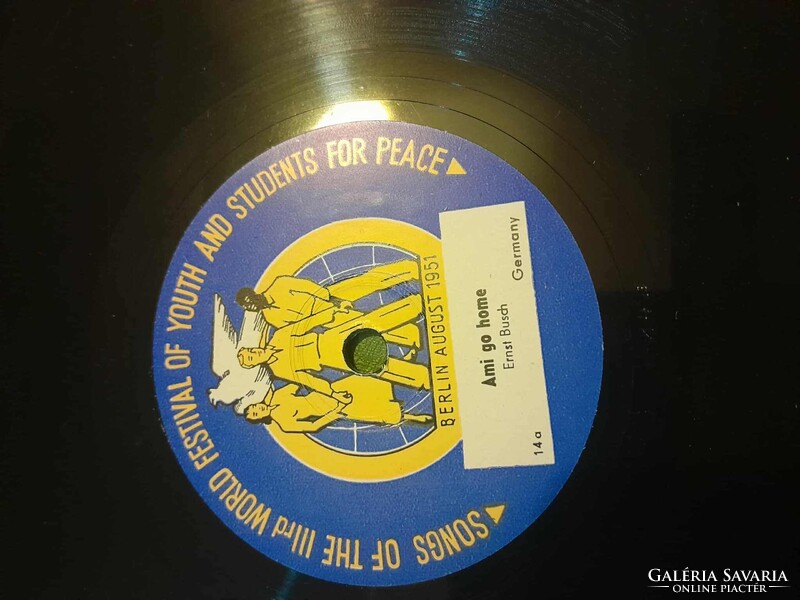 SONGS OF THE IIIrd WORLD FESTIVAL OF YOUTH AND STUDENTS FOR PEACE
BERLIN AUGUST 1951
Ami go home
Ernst Busch
14a Germany
GALÉRIA SAVARIA
ONLINE PIACTÉR